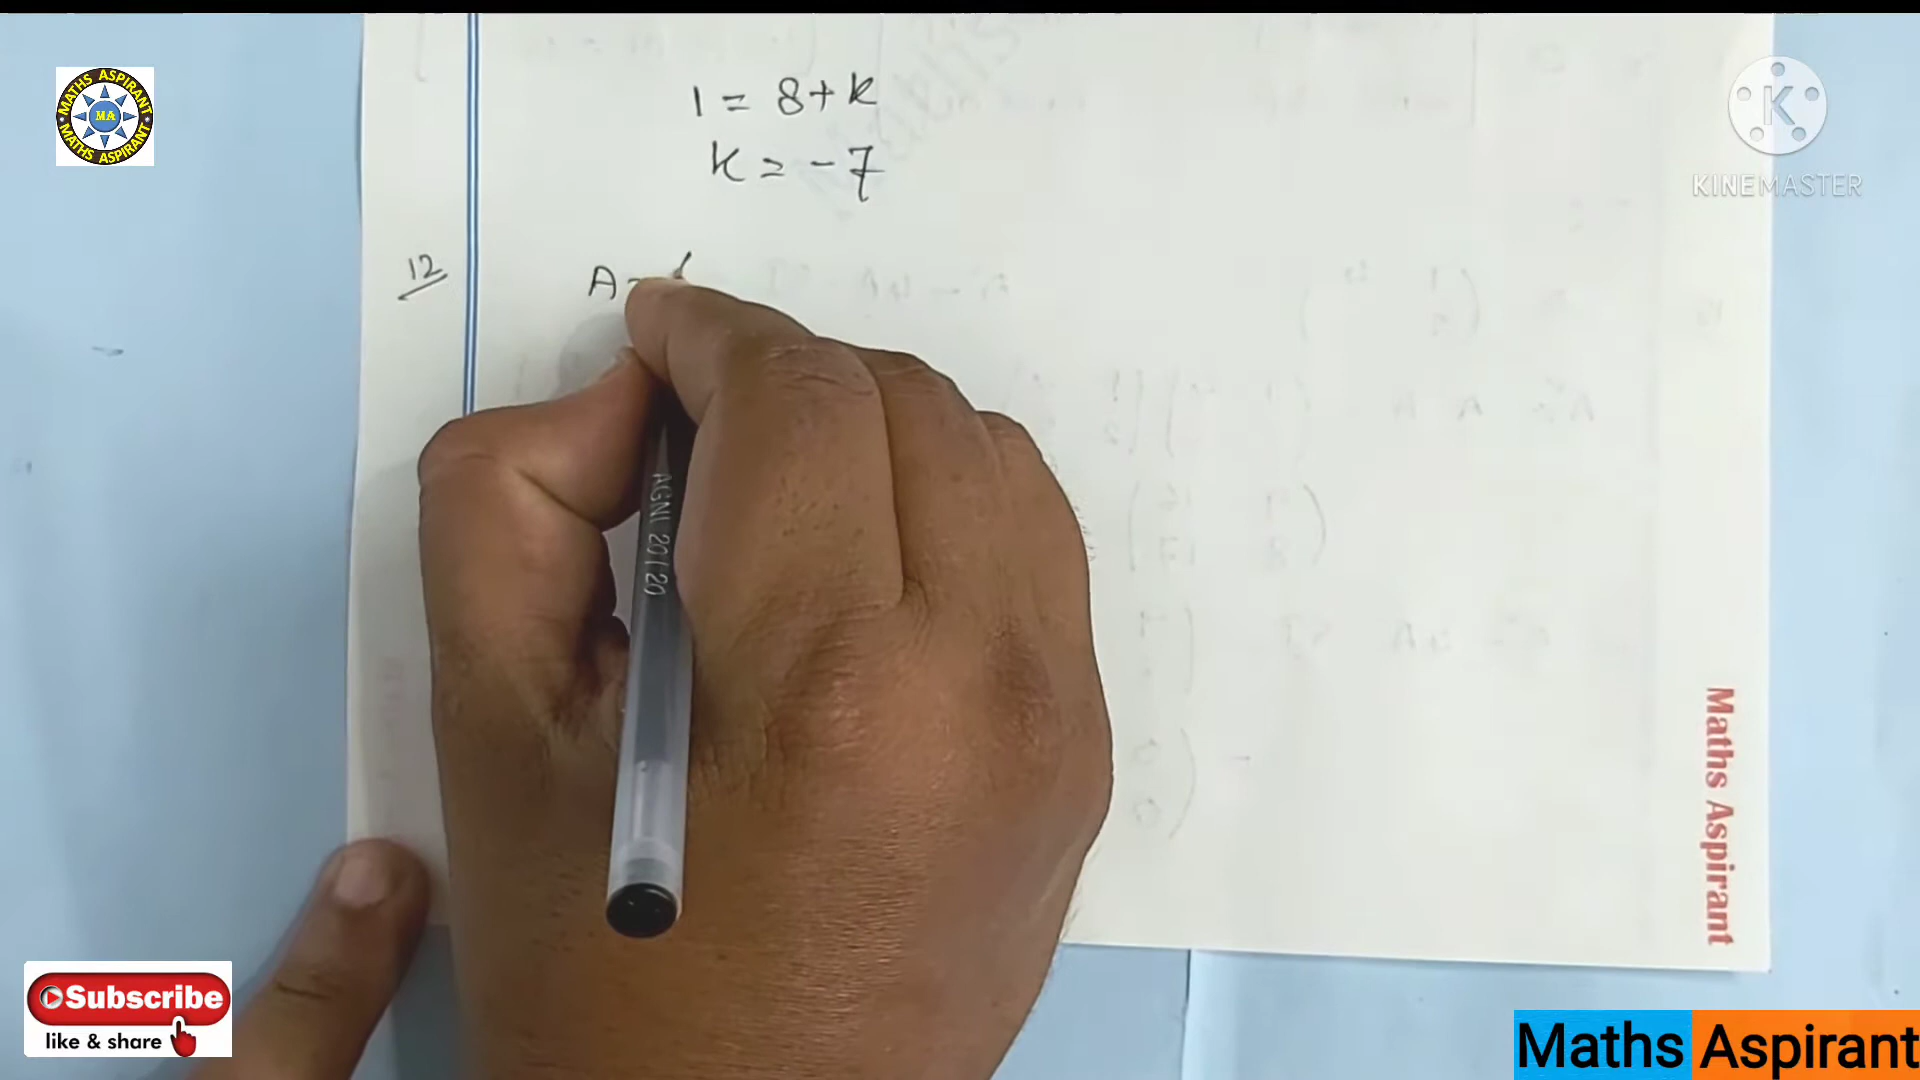 MATHS ASPIRANT
MA
MATHS ASPIRANT
1 = 8+k
k = -7
K
KINEMASTER
12
A =
AGNI 20/20
Maths Aspirant
Subscribe
like & share
Maths Aspirant